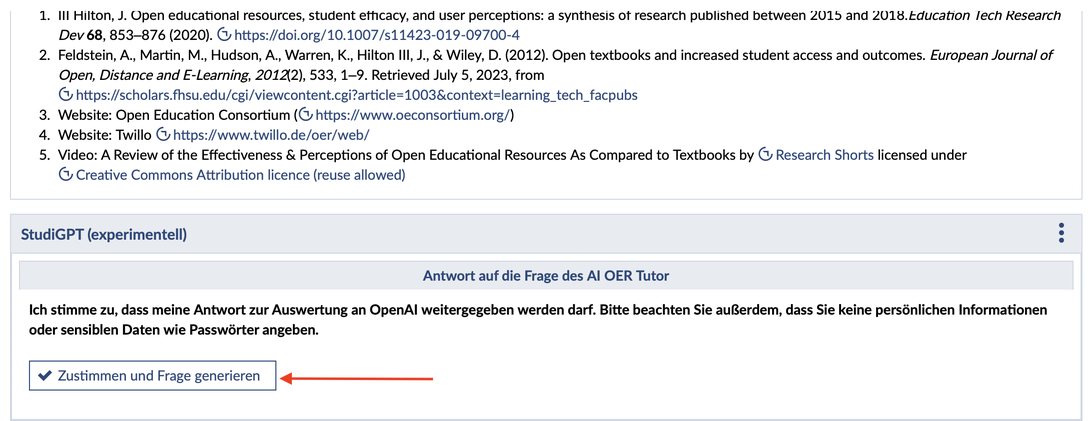 1. III Hilton, J. Open educational resources, student efficacy, and user perceptions: a synthesis of research published between 2015 and 2018.Education Tech Research
Dev 68, 853–876 (2020). https://doi.org/10.1007/s11423-019-09700-4
2. Feldstein, A., Martin, M., Hudson, A., Warren, K., Hilton III, J., & Wiley, D. (2012). Open textbooks and increased student access and outcomes. European Journal of
Open, Distance and E-Learning, 2012(2), 533, 1–9. Retrieved July 5, 2023, from
https://scholars.fhsu.edu/cgi/viewcontent.cgi?article=1003&context=learning_tech_facpubs
3. Website: Open Education Consortium (https://www.oeconsortium.org/)
4. Website: Twillo https://www.twillo.de/oer/web/
5. Video: A Review of the Effectiveness & Perceptions of Open Educational Resources As Compared to Textbooks by Research Shorts licensed under
Creative Commons Attribution licence (reuse allowed)
StudiGPT (experimentell)
Antwort auf die Frage des AI OER Tutor
Ich stimme zu, dass meine Antwort zur Auswertung an OpenAI weitergegeben werden darf. Bitte beachten Sie außerdem, dass Sie keine persönlichen Informationen
oder sensiblen Daten wie Passwörter angeben.
Zustimmen und Frage generieren